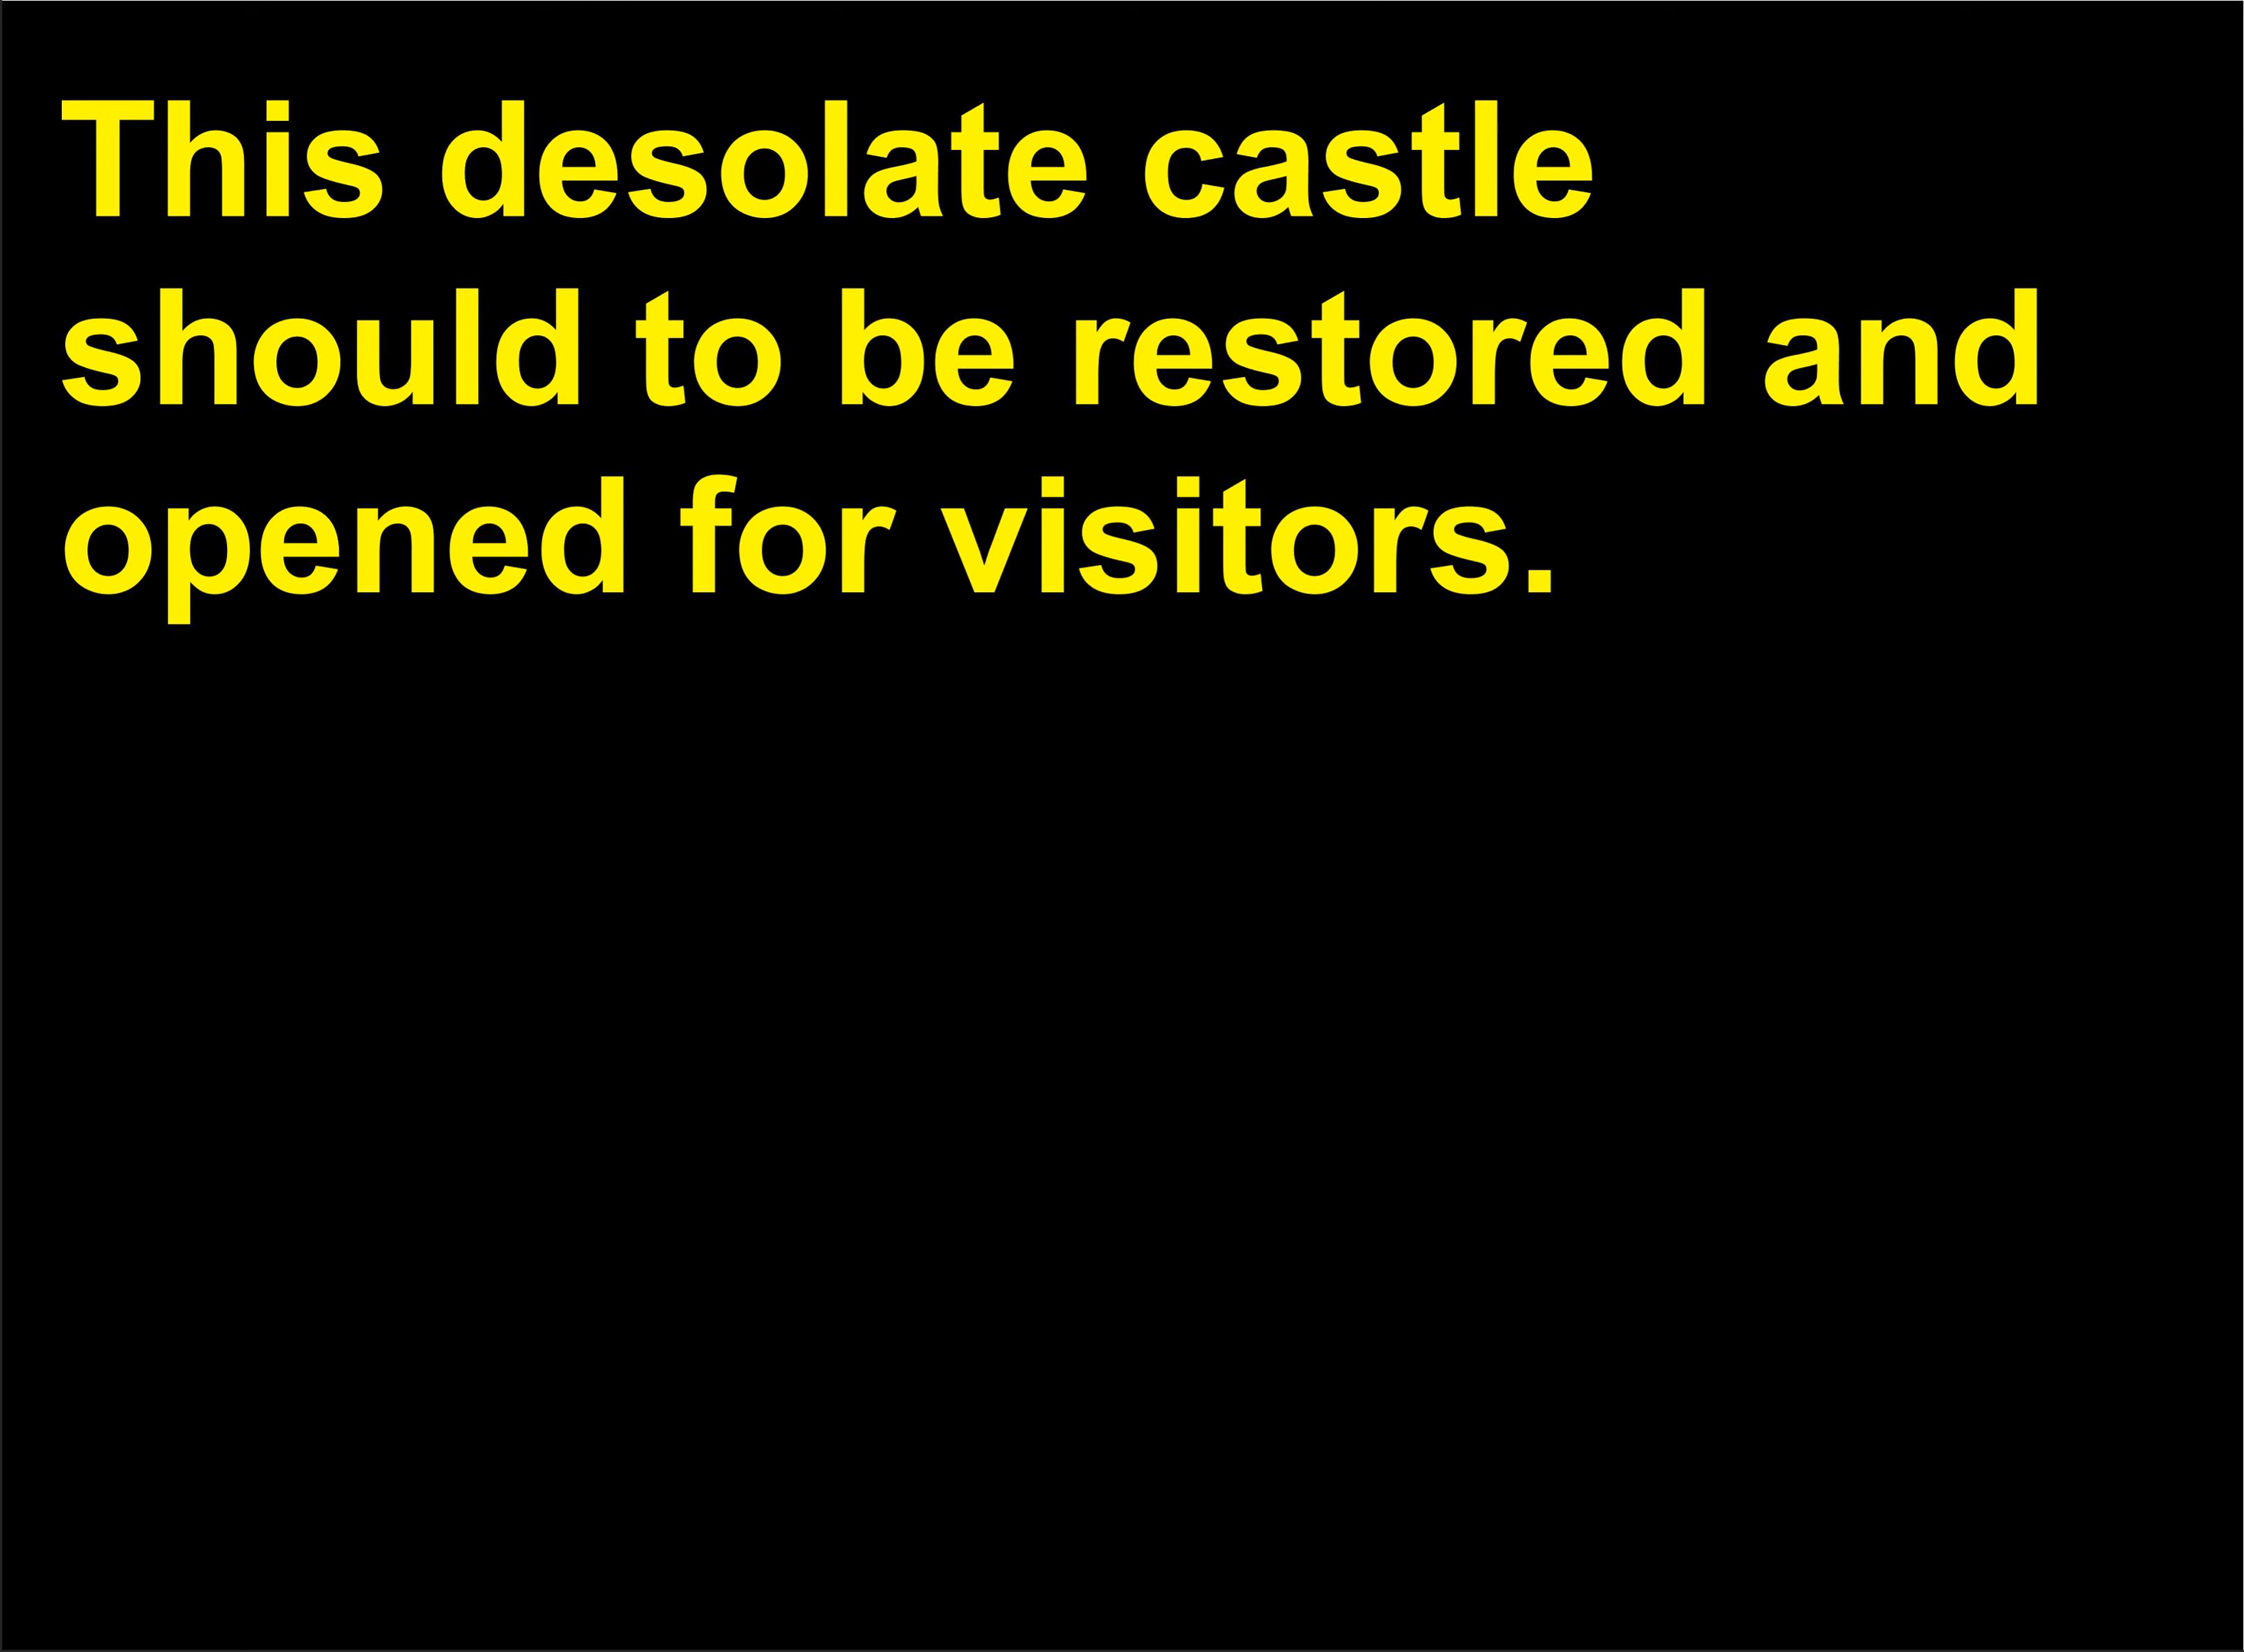 This desolate castle
should to be restored and
opened for visitors.